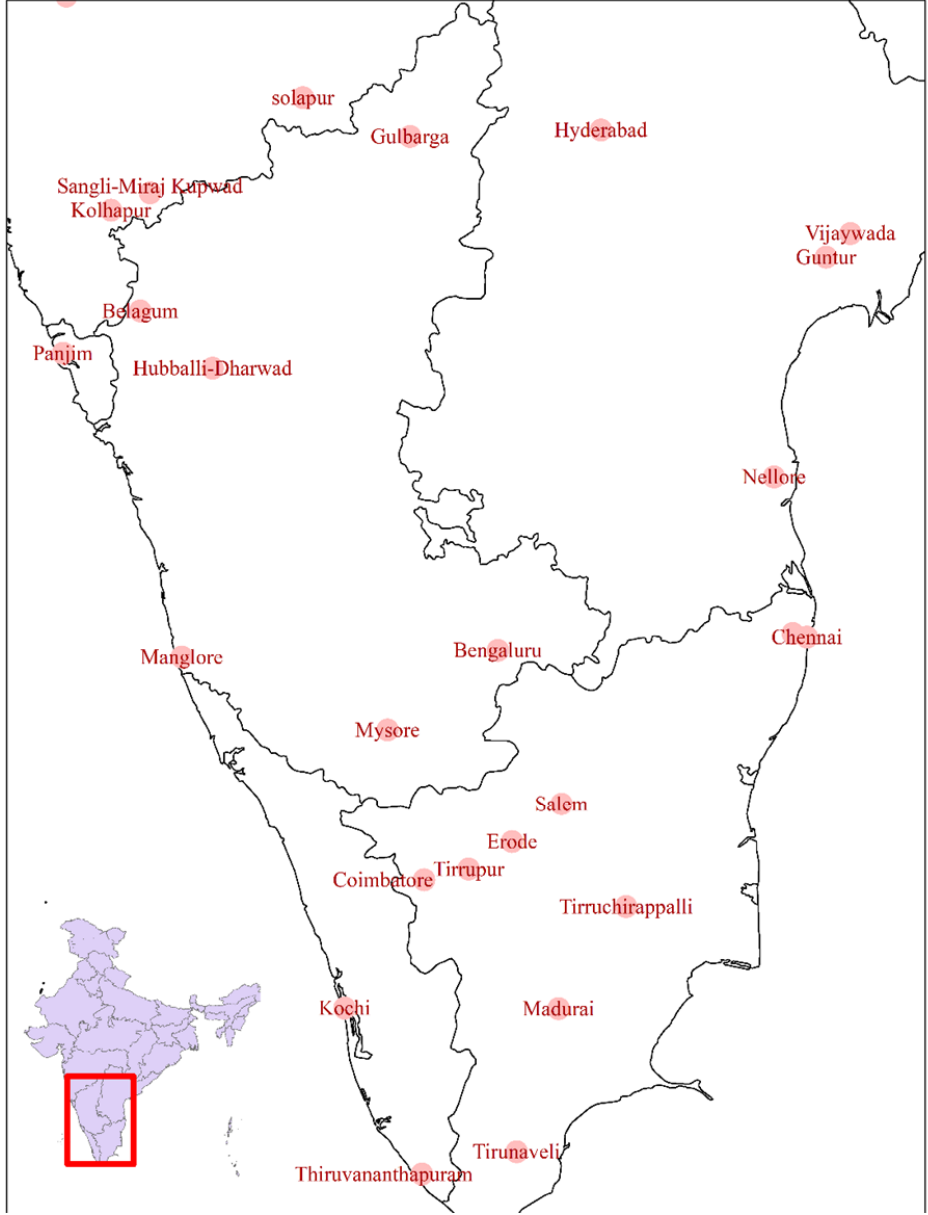 solapur
Hyderabad
Gulbarga
Sangli-Miraj Kupwad
Kolhapur
Vijaywada
Guntur
Belagum
Panjim
Hubballi-Dharwad
Nellore
Chennai
Bengaluru
Manglore
Mysore
Salem
Erode
Tirrupur
Coimbatore
Tirruchirappalli
Kochi
Madurai
Tirunaveli
Thiruvananthapuram